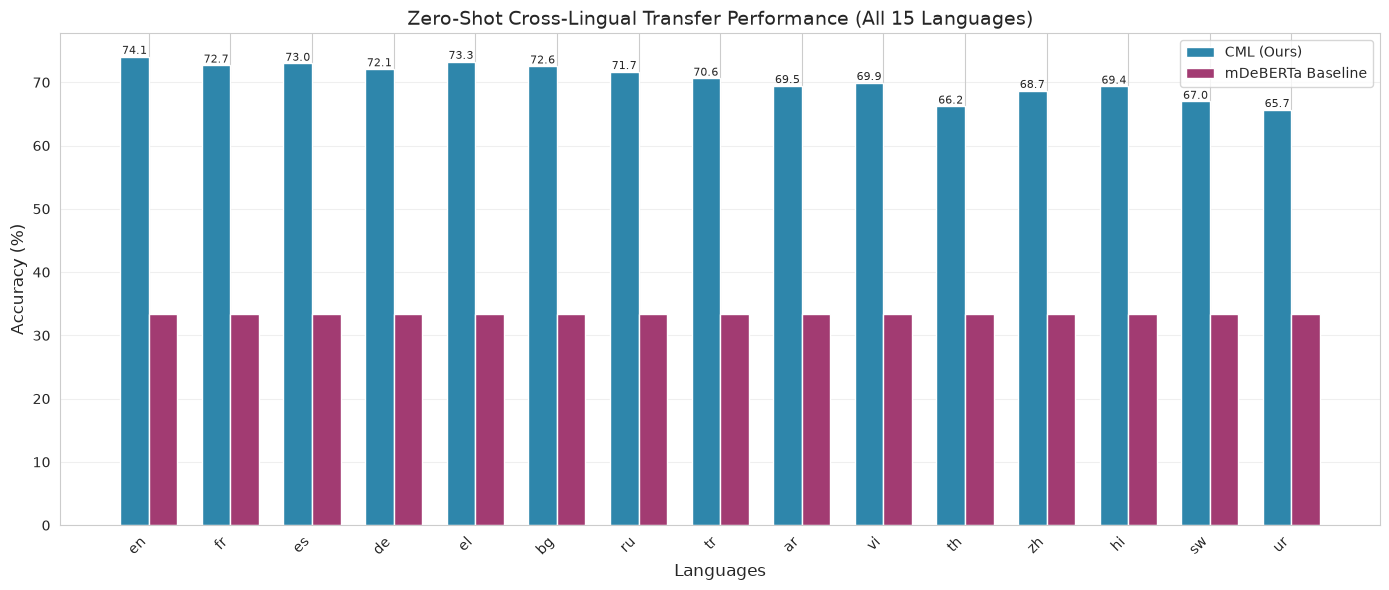 Zero-Shot Cross-Lingual Transfer Performance (All 15 Languages)
CML (Ours)
mDeBERTa Baseline
74.1
72.7
73.0
72.1
73.3
72.6
71.7
70.6
69.5
69.9
66.2
68.7
69.4
67.0
65.7
Accuracy (%)
70
60
50
40
30
20
10
0
en
fr
es
de
el
bg
ru
tr
ar
vi
th
zh
hi
sw
ur
Languages